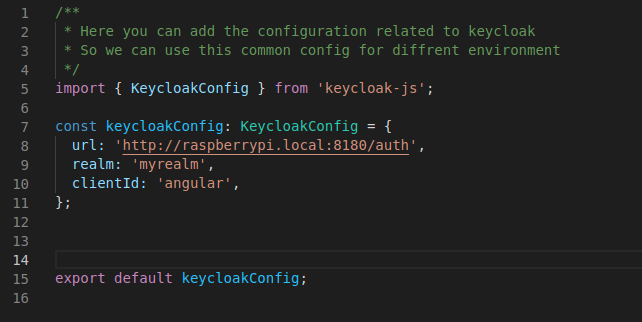 1 /**
2 * Here you can add the configuration related to keycloak
3 * So we can use this common config for diffrent environment
4 */
5 import { KeycloakConfig } from 'keycloak-js';
6
7 const keycloakConfig: KeycloakConfig = {
8 url: 'http://raspberrypi.local:8180/auth',
9 realm: 'myrealm',
10 clientId: 'angular',
11 };
12
13
14
15 export default keycloakConfig;
16